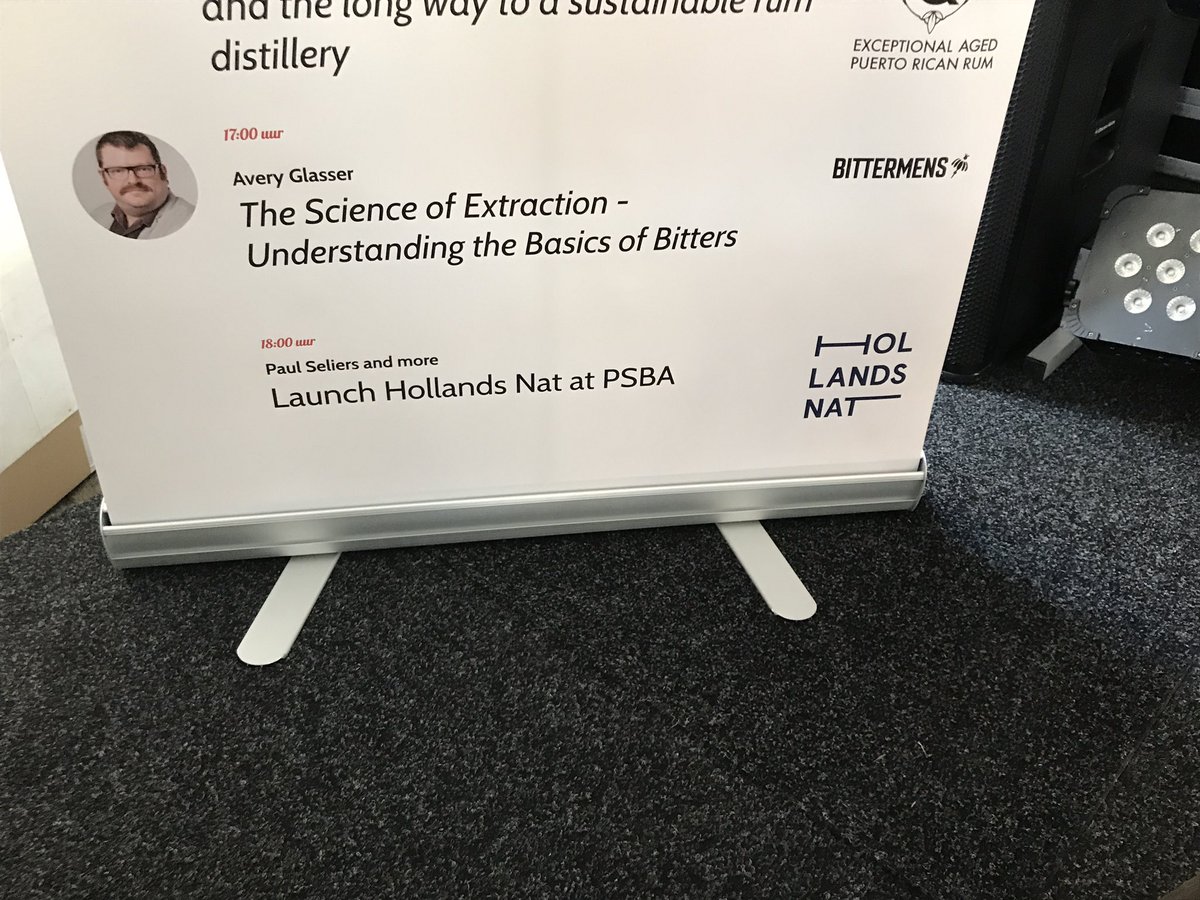 and the long way to a sustainable rum
distillery
EXCEPTIONAL AGED
PUERTO RICAN RUM
17:00 uur
Avery Glasser
The Science of Extraction -
Understanding the Basics of Bitters
BITTERMENS
18:00 uur
Paul Seliers and more
Launch Hollands Nat at PSBA
HOL
LANDS
NAT